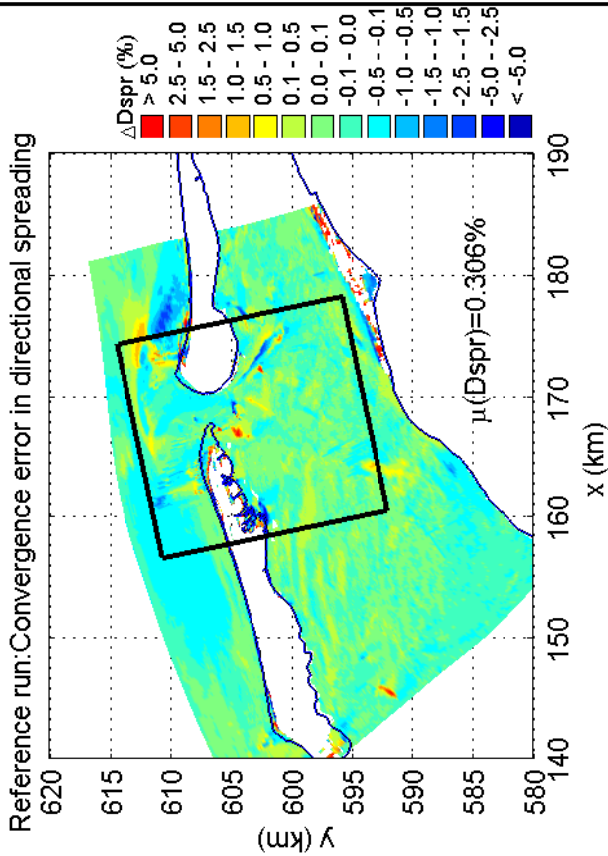 Reference run:Convergence error in directional spreading
ΔDspr (%)
> 5.0
2.5 - 5.0
1.5 - 2.5
1.0 - 1.5
0.5 - 1.0
0.1 - 0.5
0.0 - 0.1
-0.1 - 0.0
-0.5 - -0.1
-1.0 - -0.5
-1.5 - -1.0
-2.5 - -1.5
-5.0 - -2.5
< -5.0
620
615
610
605
600
595
590
585
580
y (km)
μ(Dspr)=0.306%
140
150
160
170
180
190
x (km)